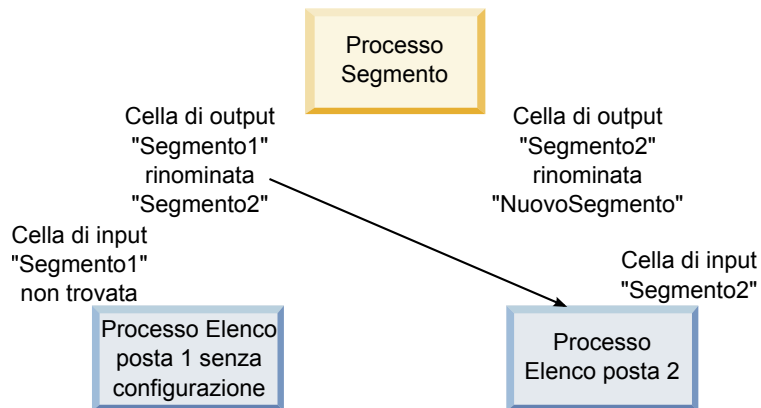 Processo
Segmento
Cella di output
"Segmento1"
rinominata
"Segmento2"
Cella di output
"Segmento2"
rinominata
"NuovoSegmento"
Cella di input
"Segmento1"
non trovata
Cella di input
"Segmento2"
Processo Elenco
posta 1 senza
configurazione
Processo
Elenco posta 2